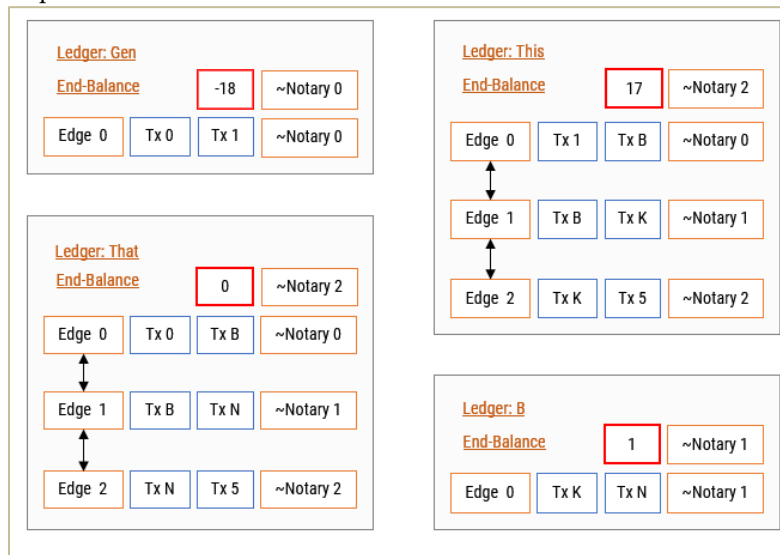 Ledger: Gen
End-Balance -18 ~Notary 0
Edge 0 Tx 0 Tx 1 ~Notary 0
Ledger: That
End-Balance 0 ~Notary 2
Edge 0 Tx 0 Tx B ~Notary 0
Edge 1 Tx B Tx N ~Notary 1
Edge 2 Tx N Tx 5 ~Notary 2
Ledger: This
End-Balance 17 ~Notary 2
Edge 0 Tx 1 Tx B ~Notary 0
Edge 1 Tx B Tx K ~Notary 1
Edge 2 Tx K Tx 5 ~Notary 2
Ledger: B
End-Balance 1 ~Notary 1
Edge 0 Tx K Tx N ~Notary 1